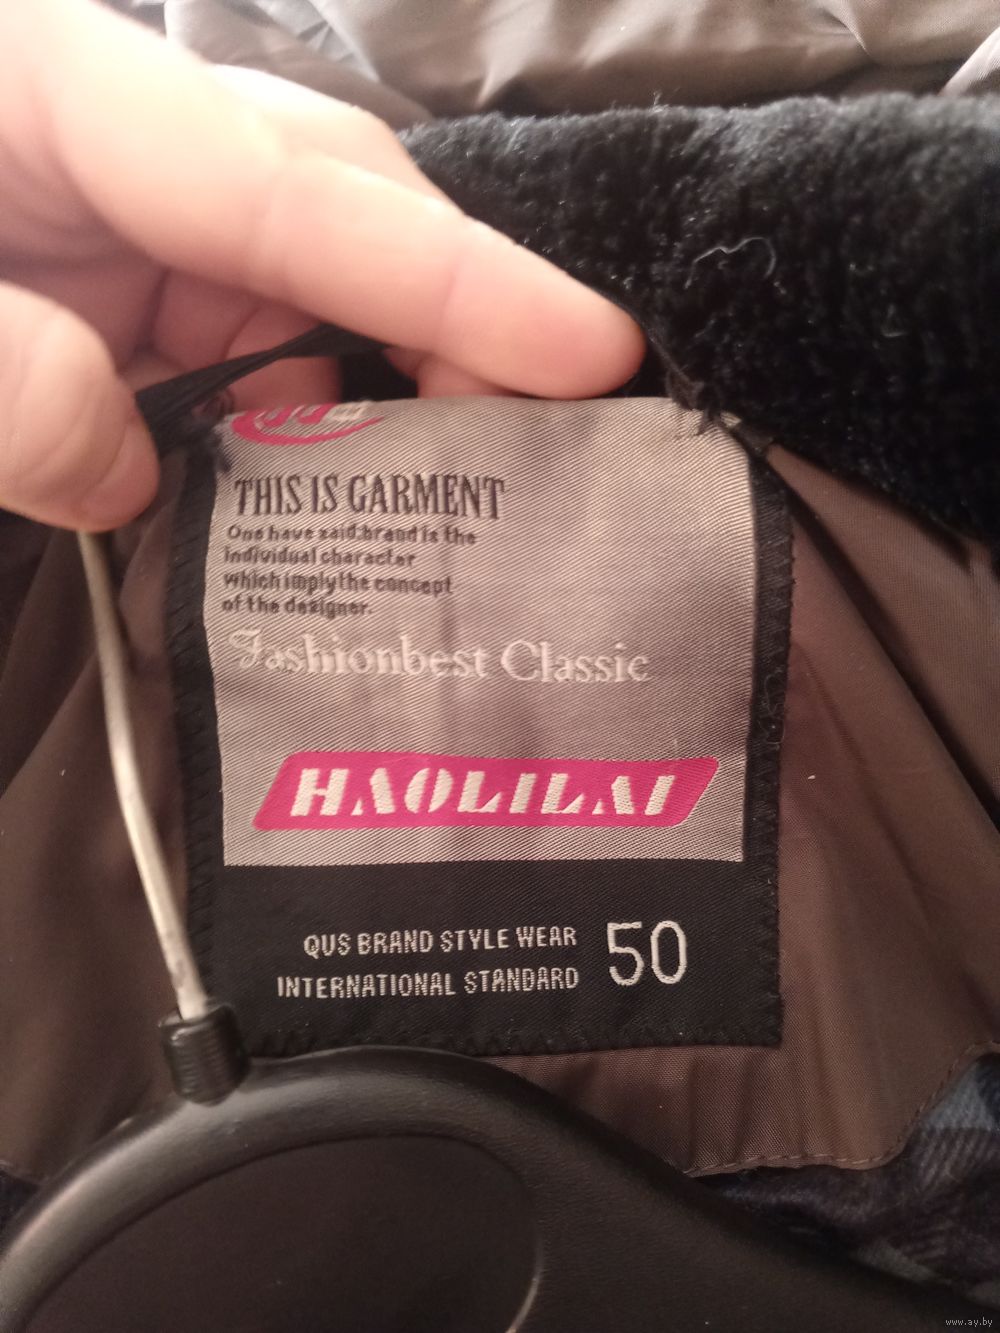 THIS IS GARMENT
One have said brand is the
individual character
which imply the concept
of the designer.
Fashionbest Classic
HAOLILAI
QUS BRAND STYLE WEAR
INTERNATIONAL STANDARD
50
www.ay.by